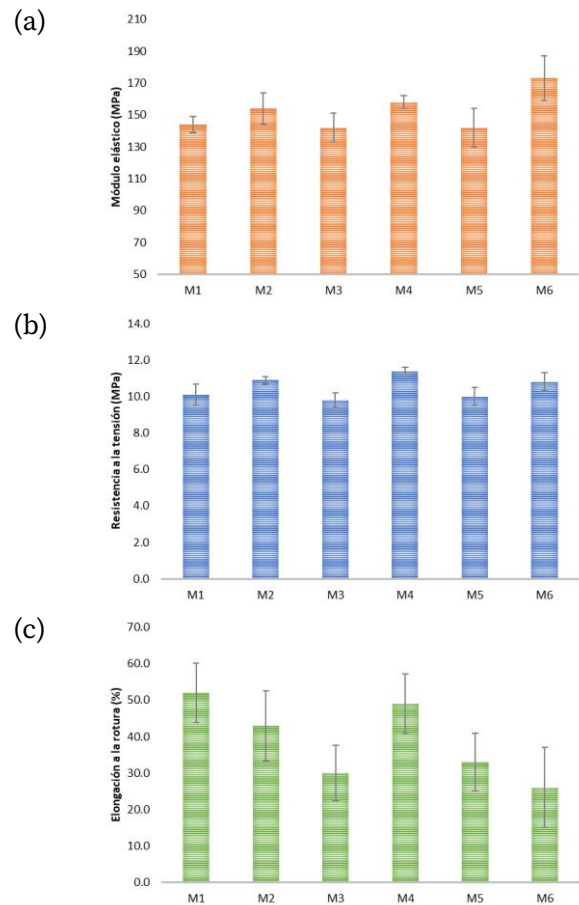 (a)
Módulo elástico (MPa)
210
190
170
150
130
110
90
70
50
M1 M2 M3 M4 M5 M6
(b)
Resistencia a la tensión (MPa)
14.0
12.0
10.0
8.0
6.0
4.0
2.0
0.0
M1 M2 M3 M4 M5 M6
(c)
Elongación a la rotura (%)
70.0
60.0
50.0
40.0
30.0
20.0
10.0
0.0
M1 M2 M3 M4 M5 M6